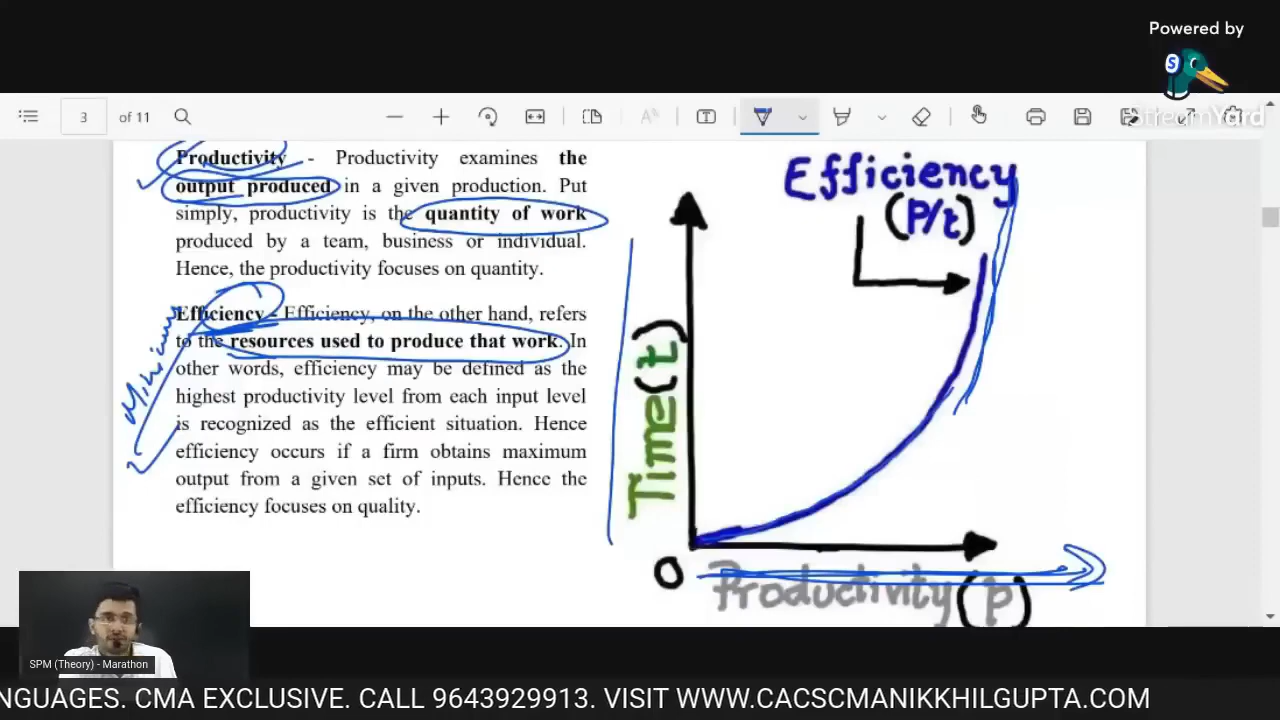 Powered by
S
StreamYard
3
of 11
Productivity - Productivity examines the
output produced in a given production. Put
simply, productivity is the quantity of work
produced by a team, business or individual.
Hence, the productivity focuses on quantity.
Efficiency - Efficiency, on the other hand, refers
to the resources used to produce that work. In
other words, efficiency may be defined as the
highest productivity level from each input level
is recognized as the efficient situation. Hence
efficiency occurs if a firm obtains maximum
output from a given set of inputs. Hence the
efficiency focuses on quality.
Efficiency
(P/t)
Time(t)
0
Productivity (p)
SPM (Theory) - Marathon
NGUAGES. CMA EXCLUSIVE. CALL 9643929913. VISIT WWW.CACSCMANIKKHILGUPTA.COM